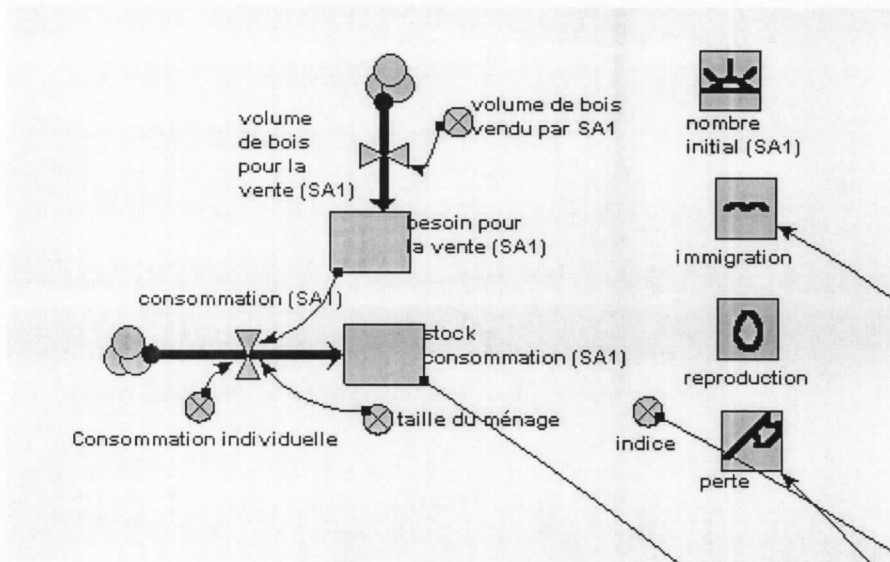 volume
de bois
pour la
vente (SA1)
volume de bois
vendu par SA1
besoin pour
la vente (SA1)
consommation (SA1)
stock
consommation (SA1)
Consommation individuelle
taille du ménage
nombre
initial (SA1)
immigration
reproduction
indice
perte